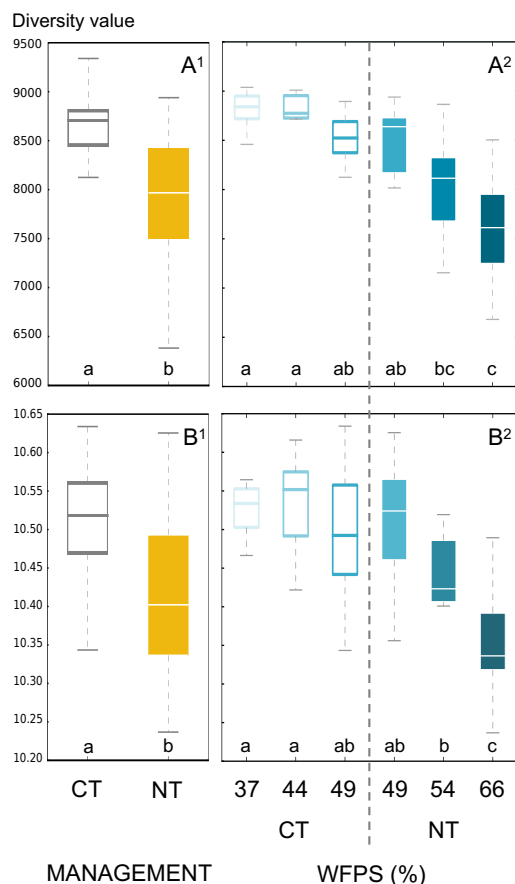 Diversity value
9500
9000
8500
8000
7500
7000
6500
6000
A1
a b
A2
a a ab ab bc c
10.65
10.60
10.55
10.50
10.45
10.40
10.35
10.30
10.25
10.20
B1
a b
B2
a a ab ab b c
CT NT
37 44 49 49 54 66
CT NT
MANAGEMENT WFPS (%)